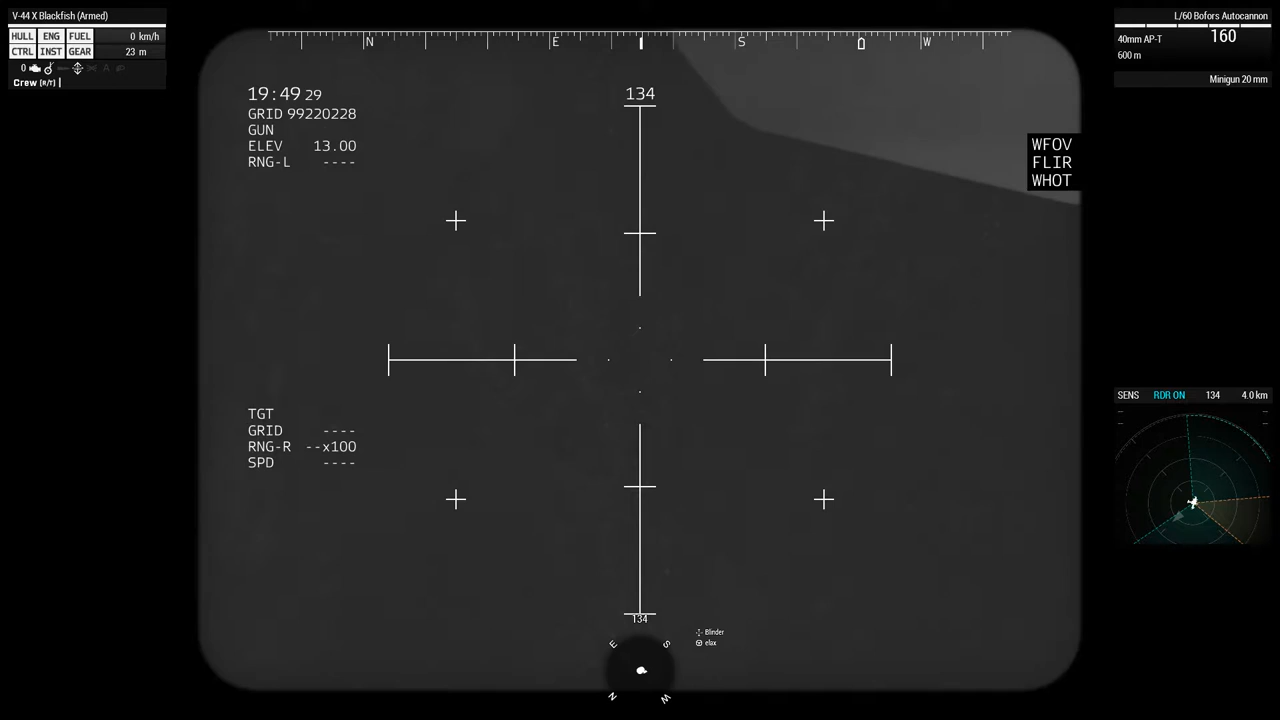 V-44 X Blackfish (Armed)
HULL ENG FUEL 0 km/h
CTRL INST GEAR 23 m
0
Crew (R/T)
L/60 Bofors Autocannon
40mm AP-T 160
600 m
Minigun 20 mm
N E S W
19:49 29
134
GRID 99220228
GUN
ELEV 13.00
RNG-L ----
WFOV
FLIR
WHOT
TGT
GRID ----
RNG-R --x100
SPD ----
SENS RDR ON 134 4.0 km
134
Blinder
elax
E S
N W